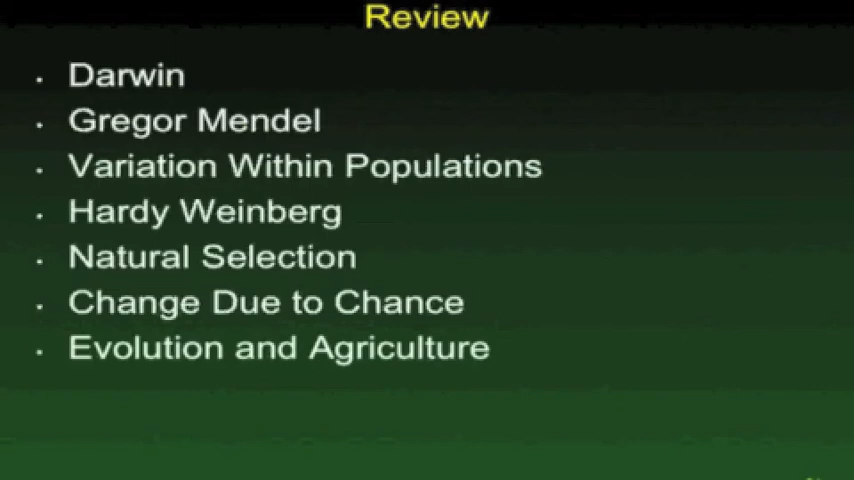 Review
· Darwin
· Gregor Mendel
· Variation Within Populations
· Hardy Weinberg
· Natural Selection
· Change Due to Chance
· Evolution and Agriculture